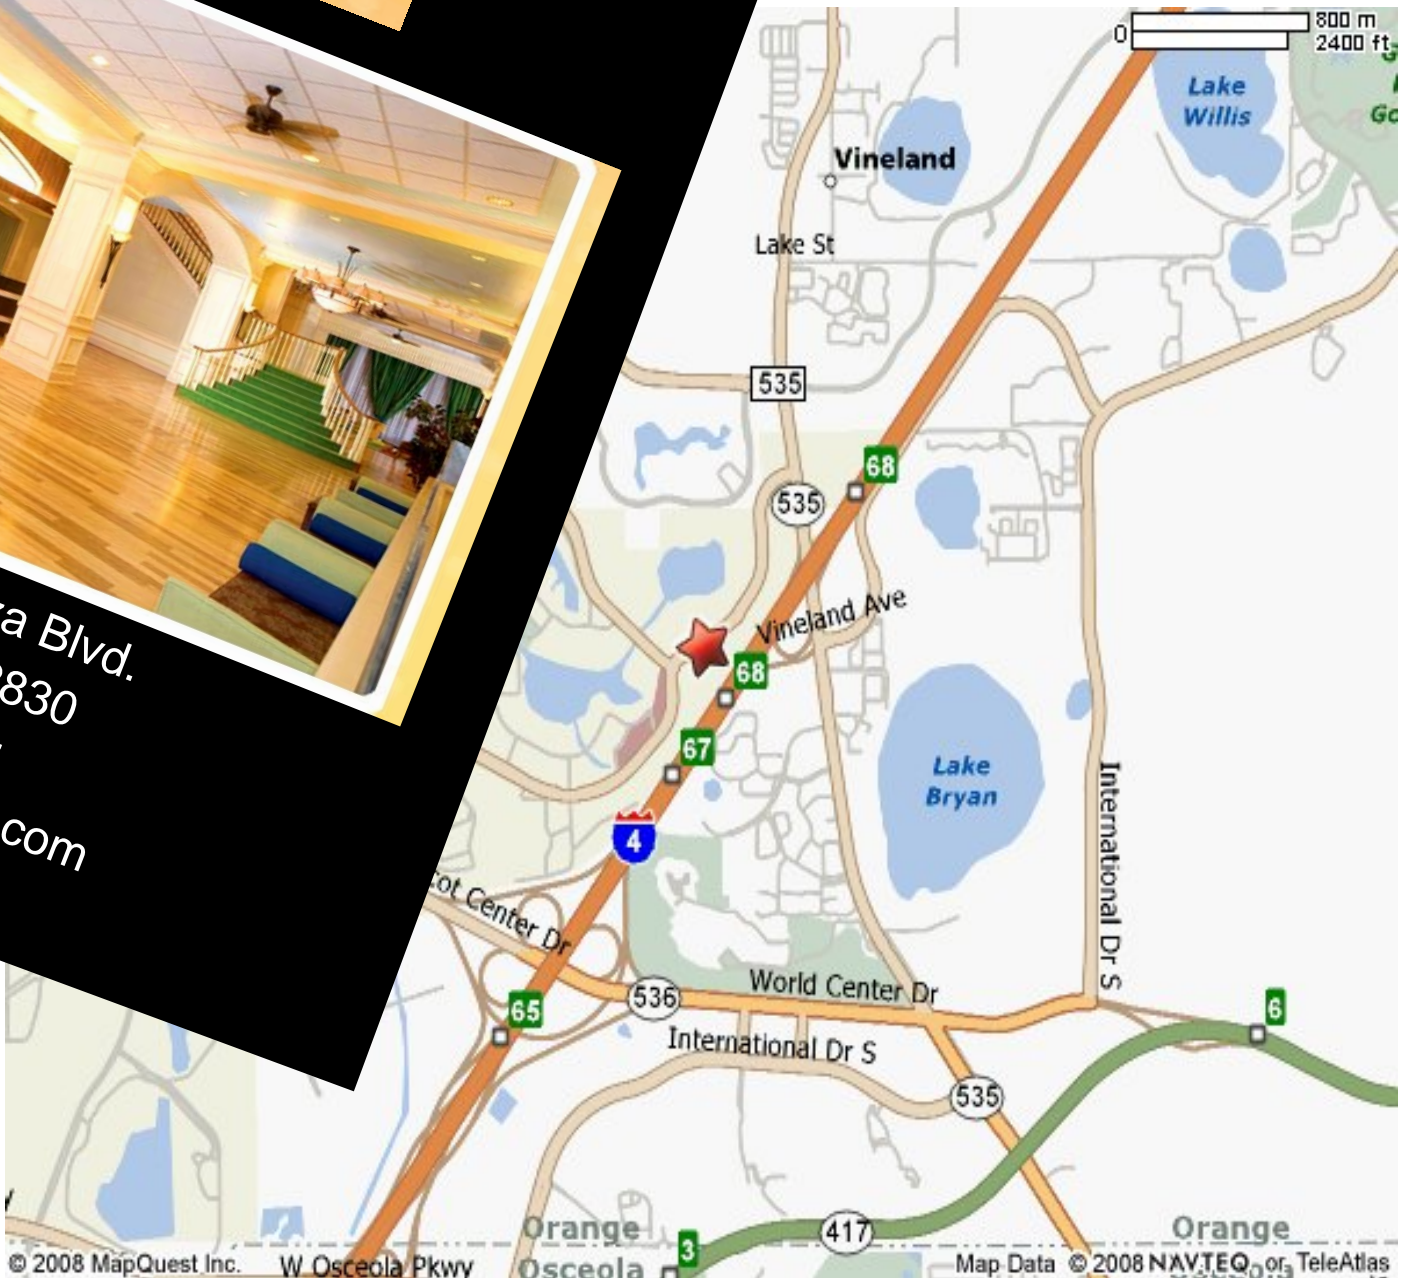 800 m
0
2400 ft
Lake
Willis
Vineland
Lake St
535
68
535
Vineland Ave
68
67
Lake
Bryan
4
International Dr S
Center Dr
World Center Dr
536
65
6
International Dr S
535
za Blvd.
830
.com
Orange
Orange
417
3
Osceola
© 2008 MapQuest Inc.
W Osceola Pkwy
Map Data © 2008 NAVTEQ or TeleAtlas